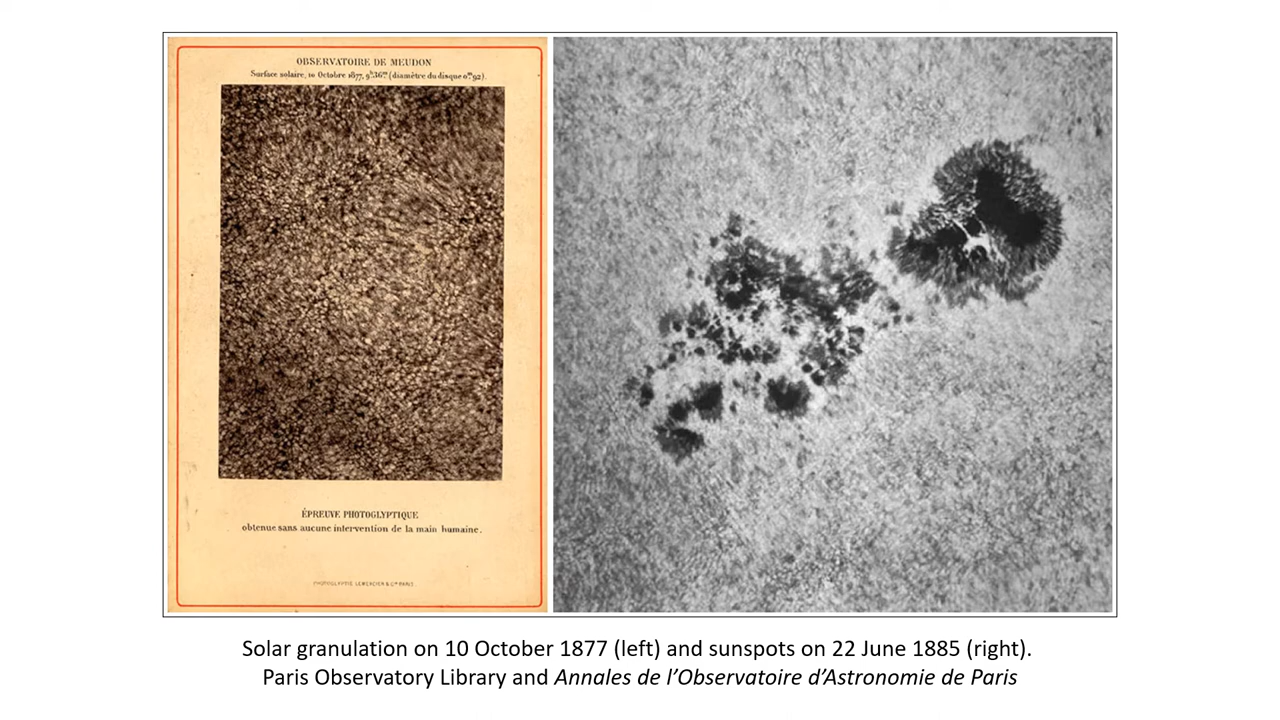 OBSERVATOIRE DE MEUDON
Surface solaire, 10 Octobre 1877, 9ʰ36ᵐ (diamètre du disque 0ᵐ92).
ÉPREUVE PHOTOGLYPTIQUE
obtenue sans aucune intervention de la main humaine.
PHOTOGLYPTIE LEMERCIER & Cⁱᵉ PARIS
Solar granulation on 10 October 1877 (left) and sunspots on 22 June 1885 (right).
Paris Observatory Library and Annales de l’Observatoire d’Astronomie de Paris